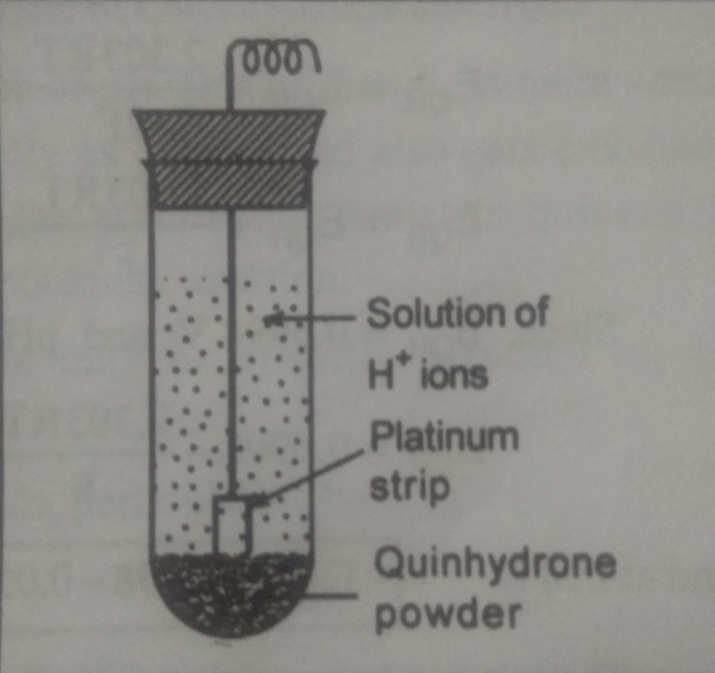 Solution of
H⁺ ions
Platinum
strip
Quinhydrone
powder